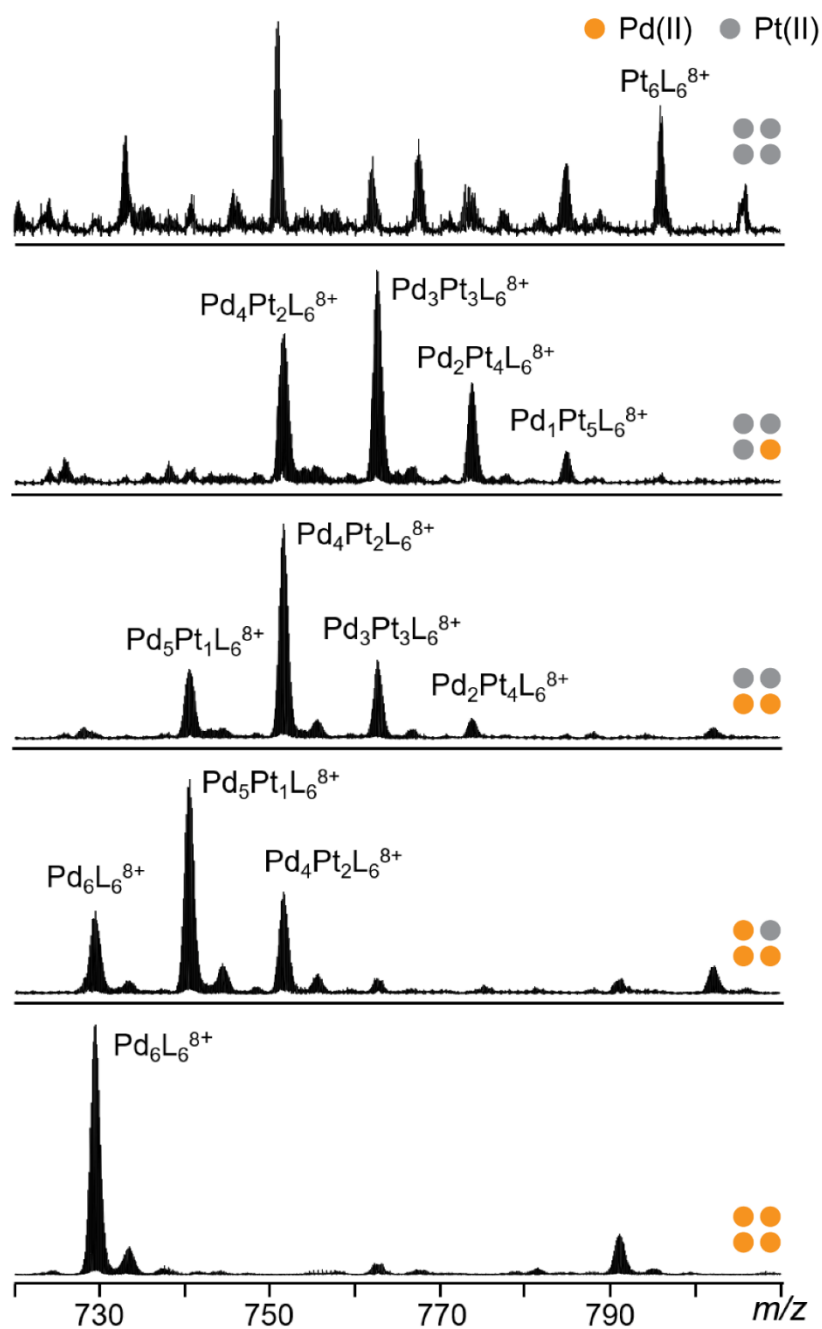 Pd(II) Pt(II)
Pt₆L₆⁸⁺
Pd₄Pt₂L₆⁸⁺ Pd₃Pt₃L₆⁸⁺
Pd₂Pt₄L₆⁸⁺
Pd₁Pt₅L₆⁸⁺
Pd₄Pt₂L₆⁸⁺
Pd₅Pt₁L₆⁸⁺ Pd₃Pt₃L₆⁸⁺
Pd₂Pt₄L₆⁸⁺
Pd₅Pt₁L₆⁸⁺
Pd₆L₆⁸⁺ Pd₄Pt₂L₆⁸⁺
Pd₆L₆⁸⁺
730 750 770 790 m/z